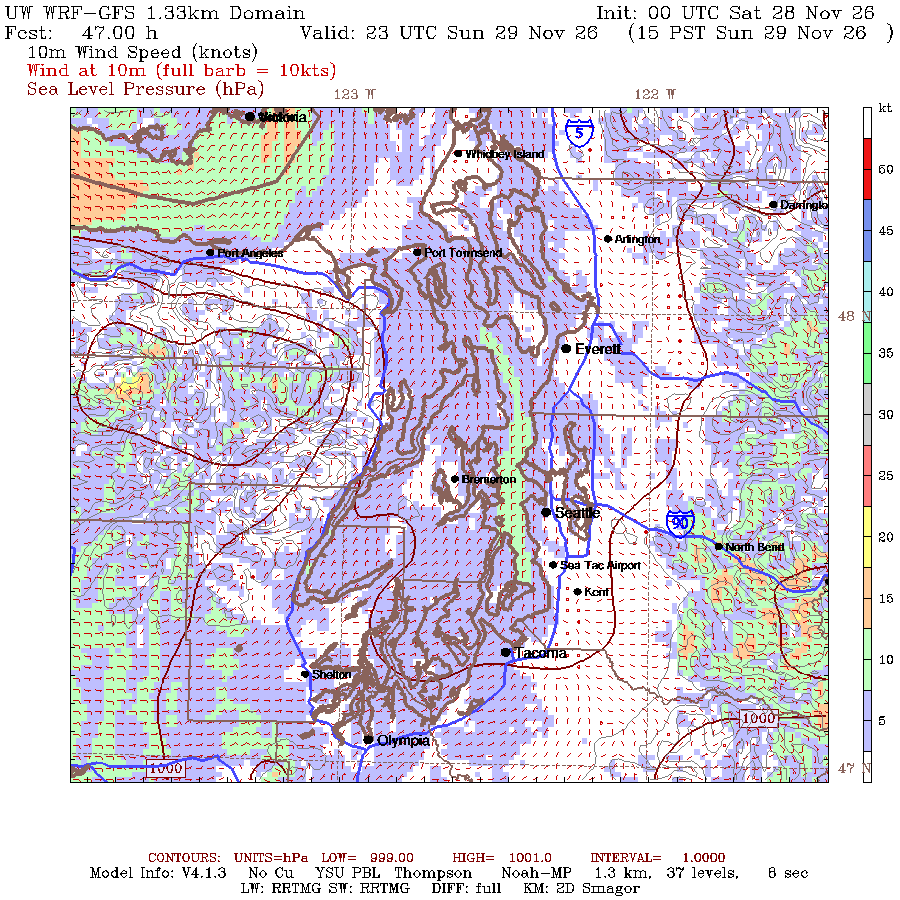 UW WRF-GFS 1.33km Domain Init: 00 UTC Sat 28 Nov 26
Fcst: 47.00 h Valid: 23 UTC Sun 29 Nov 26 (15 PST Sun 29 Nov 26 )
10m Wind Speed (knots)
Wind at 10m (full barb = 10kts)
Sea Level Pressure (hPa)
123 W 122 W
kt
Victoria
5
Whidbey Island
60
Darringto
45
Arlington
Port Angeles
Port Townsend
40
48 N
Everett
35
30
Bremerton
25
Seattle
90
20
North Bend
Sea Tac Airport
Kent
15
Tacoma
10
Shelton
1000
5
Olympia
1000
47 N
CONTOURS: UNITS=hPa LOW= 999.00 HIGH= 1001.0 INTERVAL= 1.0000
Model Info: V4.1.3 No Cu YSU PBL Thompson Noah-MP 1.3 km, 37 levels, 8 sec
LW: RRTMG SW: RRTMG DIFF: full KM: 2D Smagor